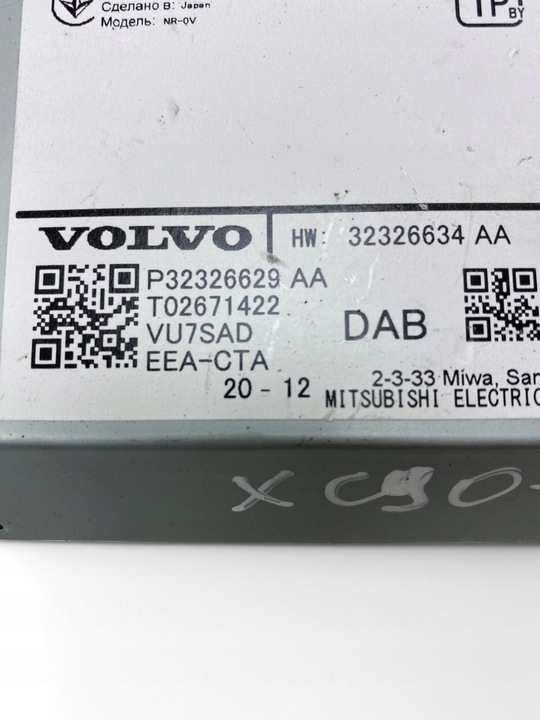 Сделано в: Japan
Модель: NR-0V
BY
VOLVO
HW: 32326634 AA
P32326629 AA
T02671422
VU7SAD
DAB
EEA-CTA
20 - 12
2-3-33 Miwa, San
MITSUBISHI ELECTRIC
XC90